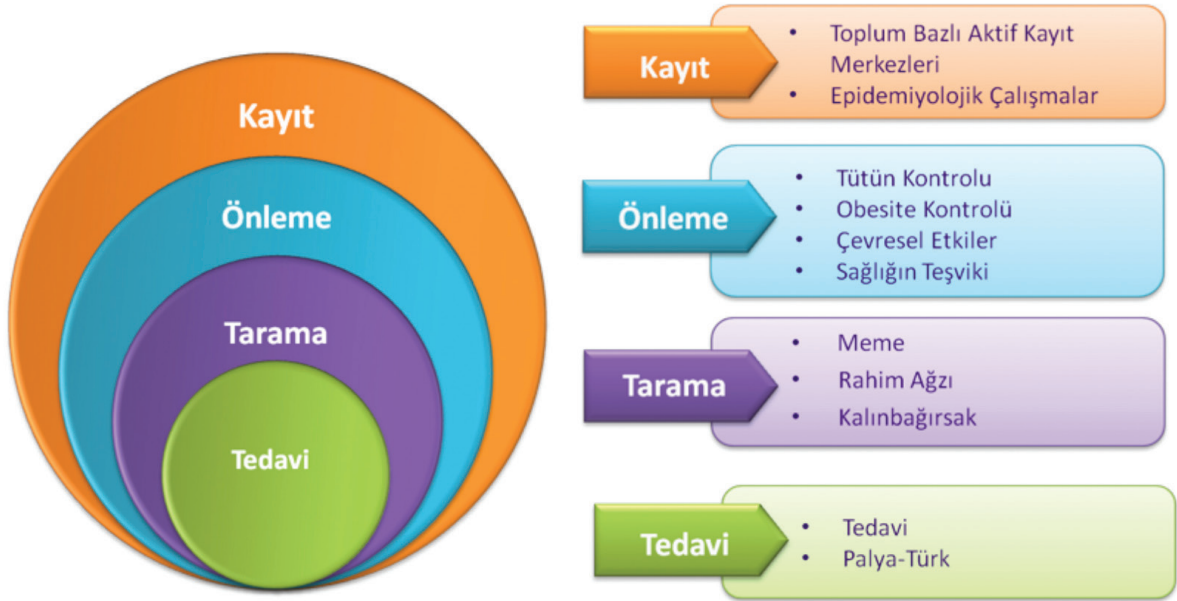 Kayıt
Önleme
Tarama
Tedavi
Kayıt
• Toplum Bazlı Aktif Kayıt
Merkezleri
• Epidemiyolojik Çalışmalar
Önleme
• Tütün Kontrolu
• Obesite Kontrolü
• Çevresel Etkiler
• Sağlığın Teşviki
Tarama
• Meme
• Rahim Ağzı
• Kalınbağırsak
Tedavi
• Tedavi
• Palya-Türk